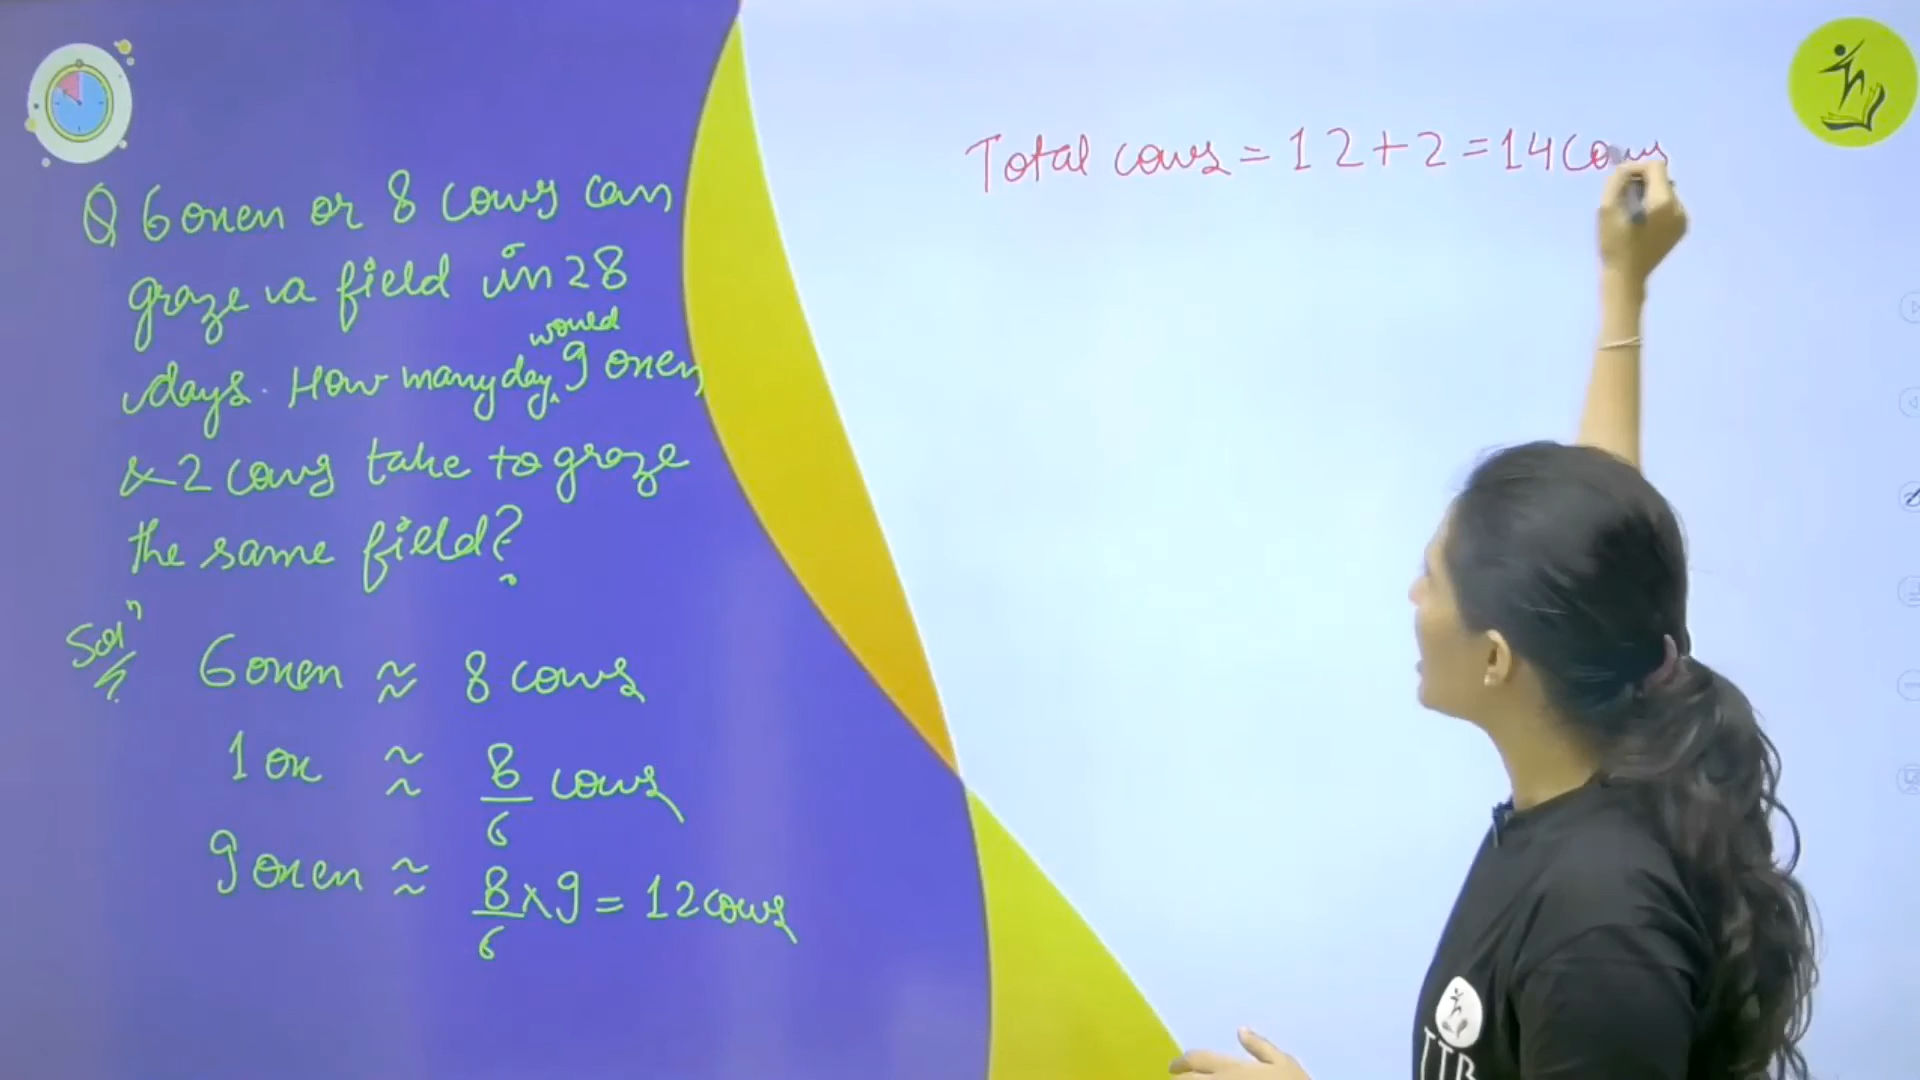 Q 6 oxen or 8 cows can
graze a field in 28
would
days. How many days 9 oxen
& 2 cows take to graze
the same field?
Solⁿ
6 oxen ≈ 8 cows
1 ox ≈ 8/6 cows
9 oxen ≈ 8/6 × 9 = 12 cows
Total cows = 12 + 2 = 14 cows
TTB